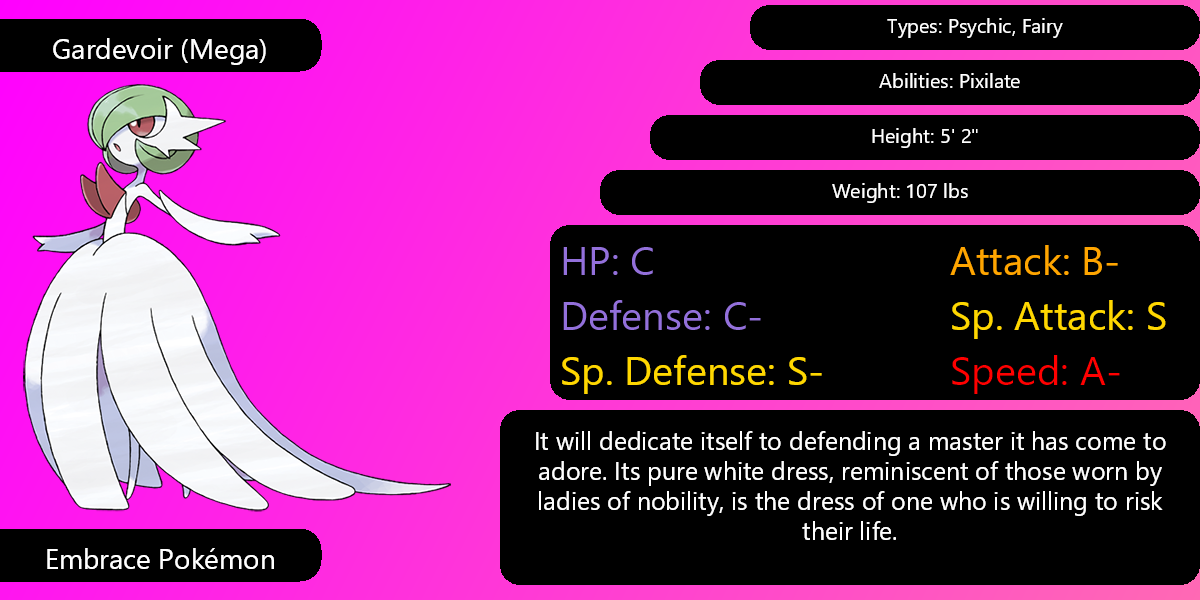 Gardevoir (Mega)
Types: Psychic, Fairy
Abilities: Pixilate
Height: 5' 2"
Weight: 107 lbs
HP: C
Attack: B-
Defense: C-
Sp. Attack: S
Sp. Defense: S-
Speed: A-
It will dedicate itself to defending a master it has come to
adore. Its pure white dress, reminiscent of those worn by
ladies of nobility, is the dress of one who is willing to risk
their life.
Embrace Pokémon